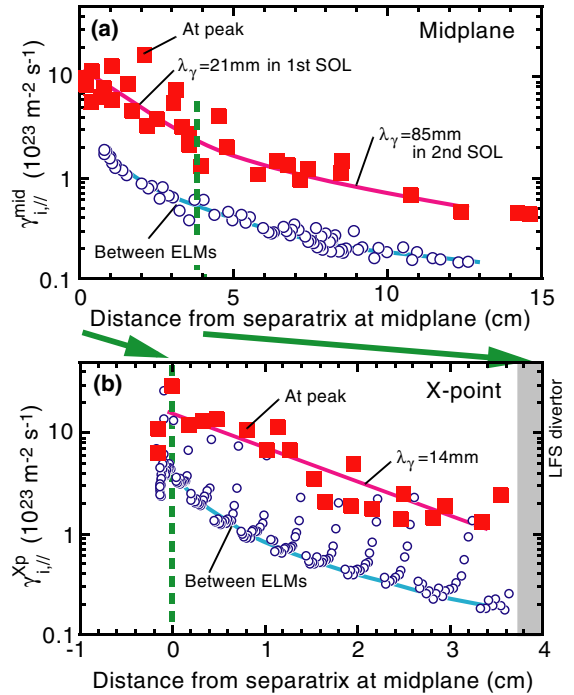 (a)
Midplane
At peak
λγ=21mm in 1st SOL
λγ=85mm
in 2nd SOL
Between ELMs
γi,//mid (10²³ m⁻² s⁻¹)
10
1
0.1
0 5 10 15
Distance from separatrix at midplane (cm)
(b)
X-point
At peak
λγ=14mm
Between ELMs
LFS divertor
γi,//Xp (10²³ m⁻² s⁻¹)
10
1
0.1
-1 0 1 2 3 4
Distance from separatrix at midplane (cm)